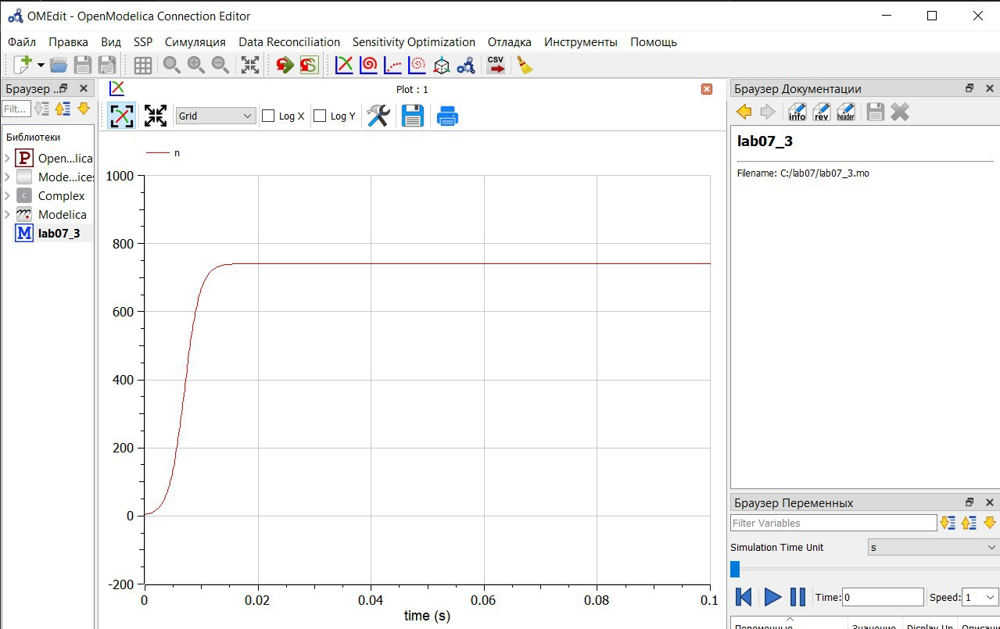 OMEdit - OpenModelica Connection Editor
Файл Правка Вид SSP Симуляция Data Reconciliation Sensitivity Optimization Отладка Инструменты Помощь
CSV
Браузер ..
Filt...
Библиотеки
P Open...lica
Mode...ices
C Complex
m Modelica
M lab07_3
Plot : 1
Grid
Log X
Log Y
n
1000
800
600
400
200
0
-200
0 0.02 0.04 0.06 0.08 0.1
time (s)
Браузер Документации
info rev header
lab07_3
Filename: C:/lab07/lab07_3.mo
Браузер Переменных
Filter Variables
Simulation Time Unit s
Time: 0 Speed: 1
Переменные Значение Display Un Описани